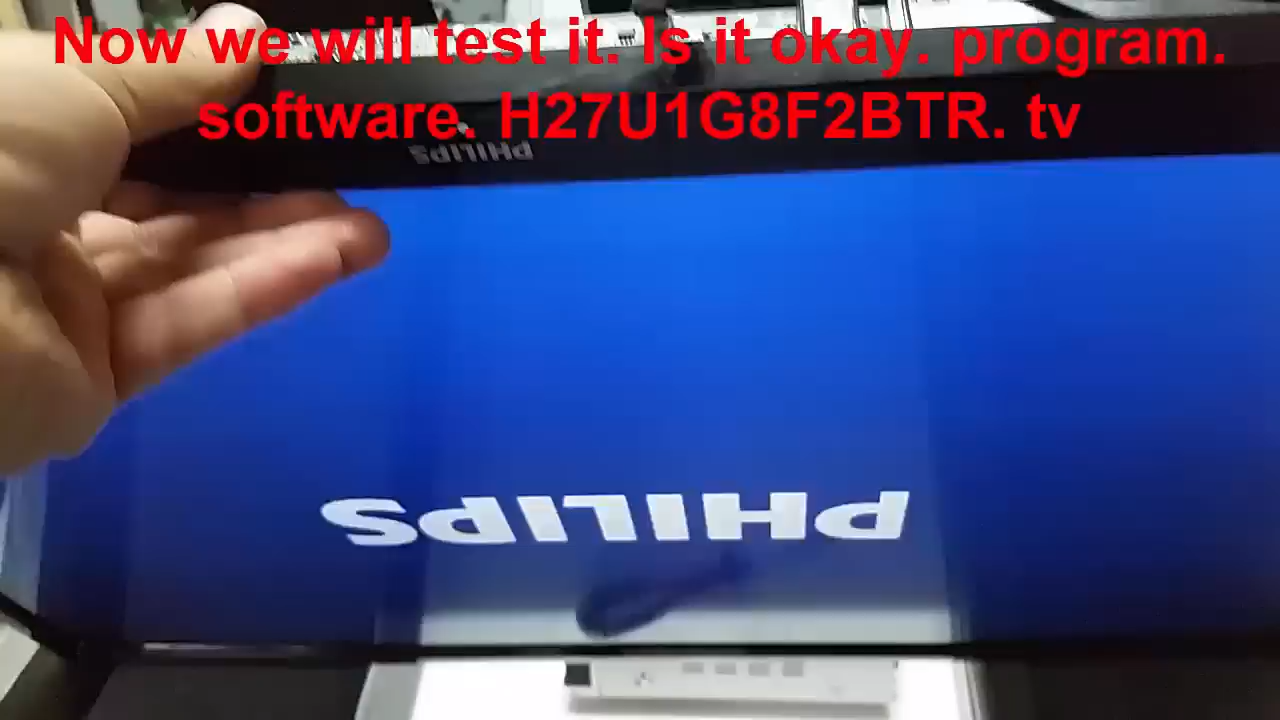 Now we will test it. Is it okay. program.
software. H27U1G8F2BTR. tv
PHILIPS
PHILIPS